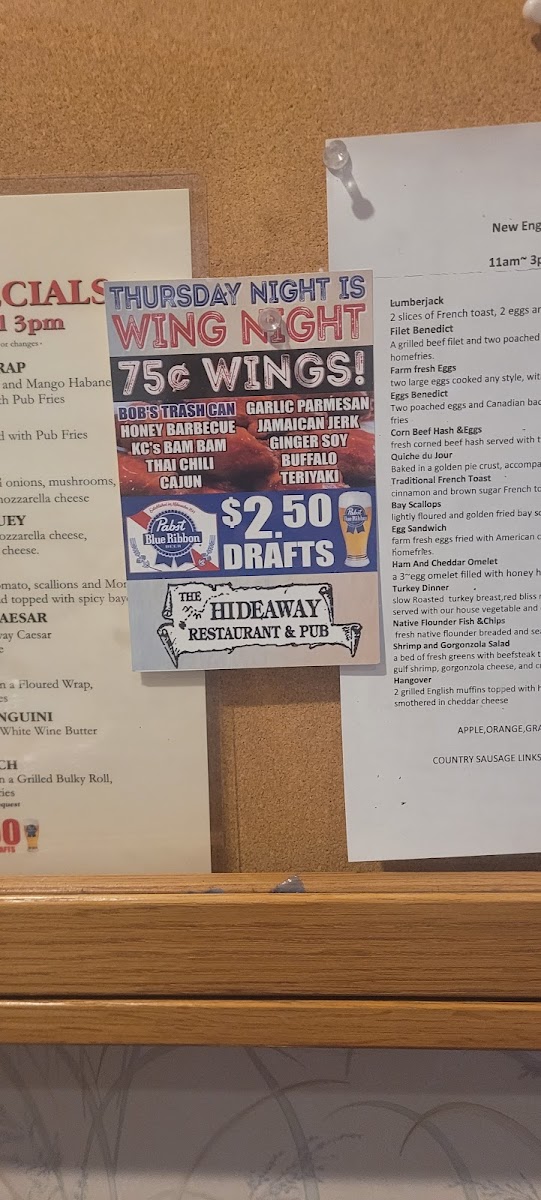 ECIALS
l 3pm
or changes -
RAP
and Mango Habane
th Pub Fries
d with Pub Fries
onions, mushrooms,
mozzarella cheese
UEY
mozzarella cheese,
cheese.
omato, scallions and Mor
d topped with spicy bay
AESAR
way Caesar
n a Floured Wrap,
es
NGUINI
White Wine Butter
CH
n a Grilled Bulky Roll,
ries
equest
THURSDAY NIGHT IS
WING NIGHT
75¢ WINGS!
BOB'S TRASH CAN
HONEY BARBECUE
KC'S BAM BAM
THAI CHILI
CAJUN
GARLIC PARMESAN
JAMAICAN JERK
GINGER SOY
BUFFALO
TERIYAKI
Pabst
Blue Ribbon
BEER
$2.50
DRAFTS
THE
HIDEAWAY
RESTAURANT & PUB
New Eng
11am~ 3p
Lumberjack
2 slices of French toast, 2 eggs ar
Filet Benedict
A grilled beef filet and two poached
homefries.
Farm fresh Eggs
two large eggs cooked any style, wit
Eggs Benedict
Two poached eggs and Canadian bac
fries
Corn Beef Hash &Eggs
fresh corned beef hash served with t
Quiche du Jour
Baked in a golden pie crust, accompa
Traditional French Toast
cinnamon and brown sugar French to
Bay Scallops
lightly floured and golden fried bay sc
Egg Sandwich
farm fresh eggs fried with American c
Homefries.
Ham And Cheddar Omelet
a 3~egg omelet filled with honey h
Turkey Dinner
slow Roasted turkey breast,red bliss r
served with our house vegetable and
Native Flounder Fish &Chips
fresh native flounder breaded and sea
Shrimp and Gorgonzola Salad
a bed of fresh greens with beefsteak t
gulf shrimp, gorgonzola cheese, and c
Hangover
2 grilled English muffins topped with h
smothered in cheddar cheese
APPLE,ORANGE,GRA
COUNTRY SAUSAGE LINKS